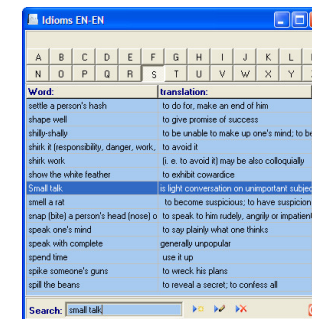 Idioms EN-EN
A B C D E F G H I J K L
N O P Q R S T U V W X Y
Word: translation:
settle a person's hash to do for, make an end of him
shape well to give promise of success
shilly-shally to be unable to make up one's mind; to be
shirk it (responsibility, danger, work, to avoid it
shirk work (i. e. to avoid it) may be also colloquially
show the white feather to exhibit cowardice
Small talk is light conversation on unimportant subjec
smell a rat to become suspicious; to have suspicion
snap (bite) a person's head (nose) o to speak to him rudely, angrily or impatient
speak one's mind to say plainly what one thinks
speak with complete generally unpopular
spend time use it up
spike someone's guns to wreck his plans
spill the beans to reveal a secret; to confess all
Search: small talk